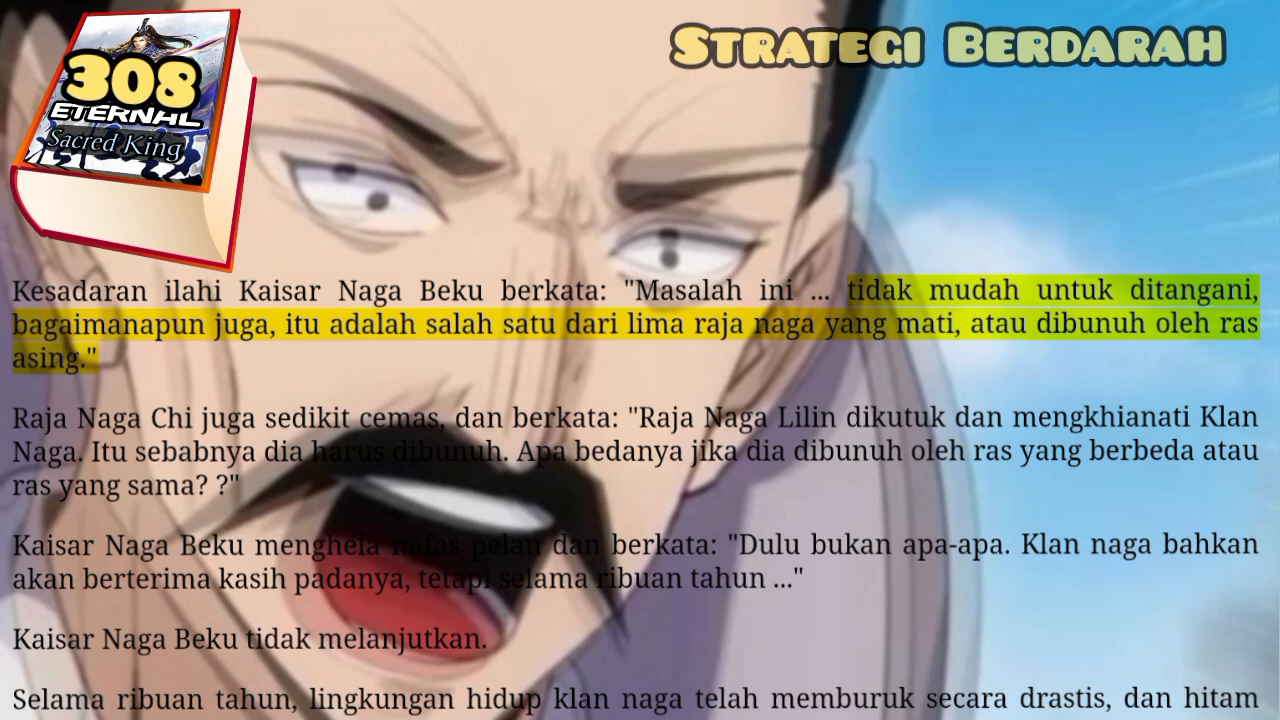 308
ETERNAL
Sacred King
STRATEGI BERDARAH
Kesadaran ilahi Kaisar Naga Beku berkata: "Masalah ini ... tidak mudah untuk ditangani,
bagaimanapun juga, itu adalah salah satu dari lima raja naga yang mati, atau dibunuh oleh ras
asing."
Raja Naga Chi juga sedikit cemas, dan berkata: "Raja Naga Lilin dikutuk dan mengkhianati Klan
Naga. Itu sebabnya dia harus dibunuh. Apa bedanya jika dia dibunuh oleh ras yang berbeda atau
ras yang sama? ?"
Kaisar Naga Beku menghela nafas pelan dan berkata: "Dulu bukan apa-apa. Klan naga bahkan
akan berterima kasih padanya, tetapi selama ribuan tahun ..."
Kaisar Naga Beku tidak melanjutkan.
Selama ribuan tahun, lingkungan hidup klan naga telah memburuk secara drastis, dan hitam